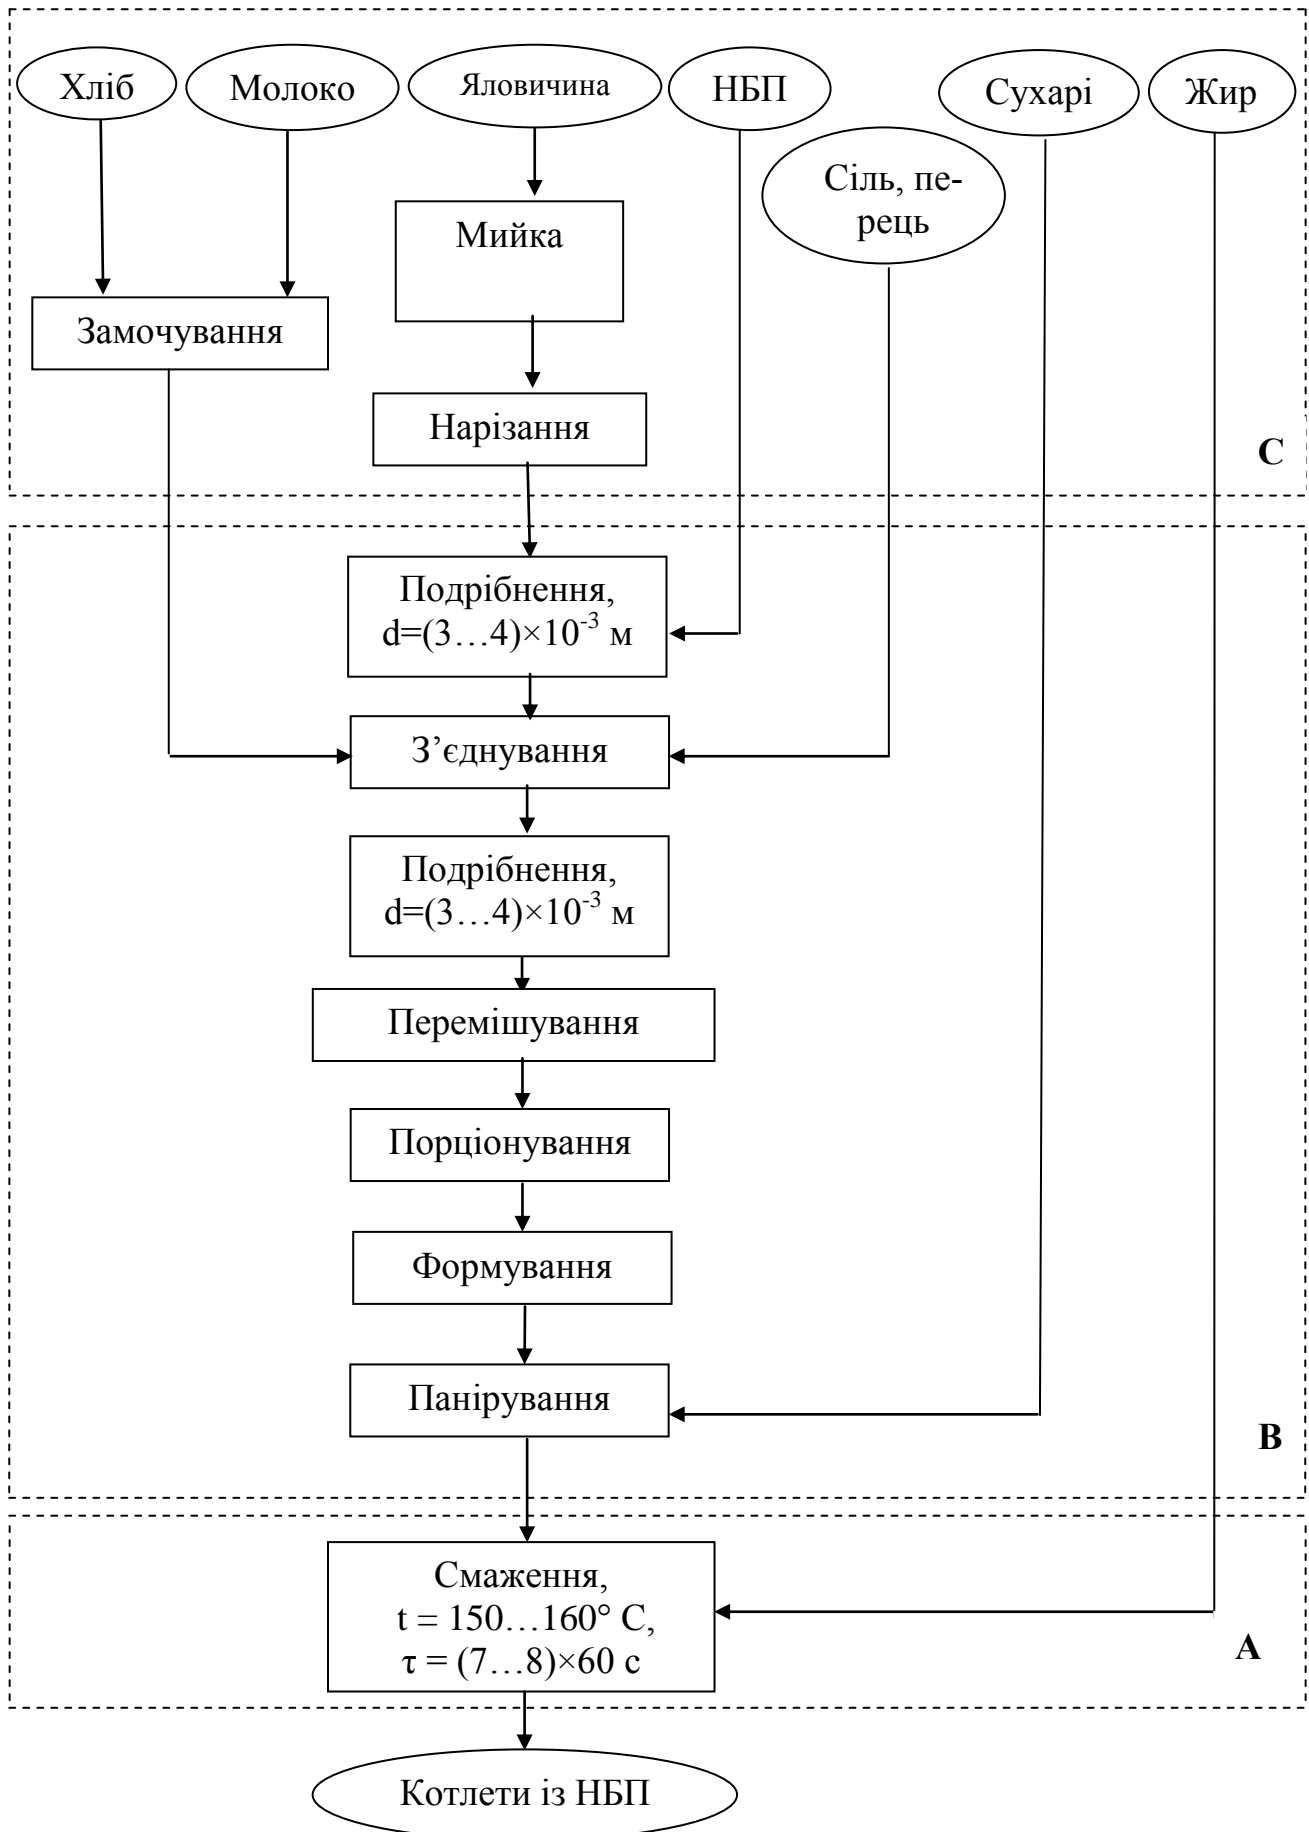 Хліб
Молоко
Яловичина
НБП
Сухарі
Жир
Сіль, пе-
рець
Мийка
Замочування
Нарізання
С
Подрібнення,
d=(3…4)×10⁻³ м
З’єднування
Подрібнення,
d=(3…4)×10⁻³ м
Перемішування
Порціонування
Формування
Панірування
В
Смаження,
t = 150…160° С,
τ = (7…8)×60 с
А
Котлети із НБП